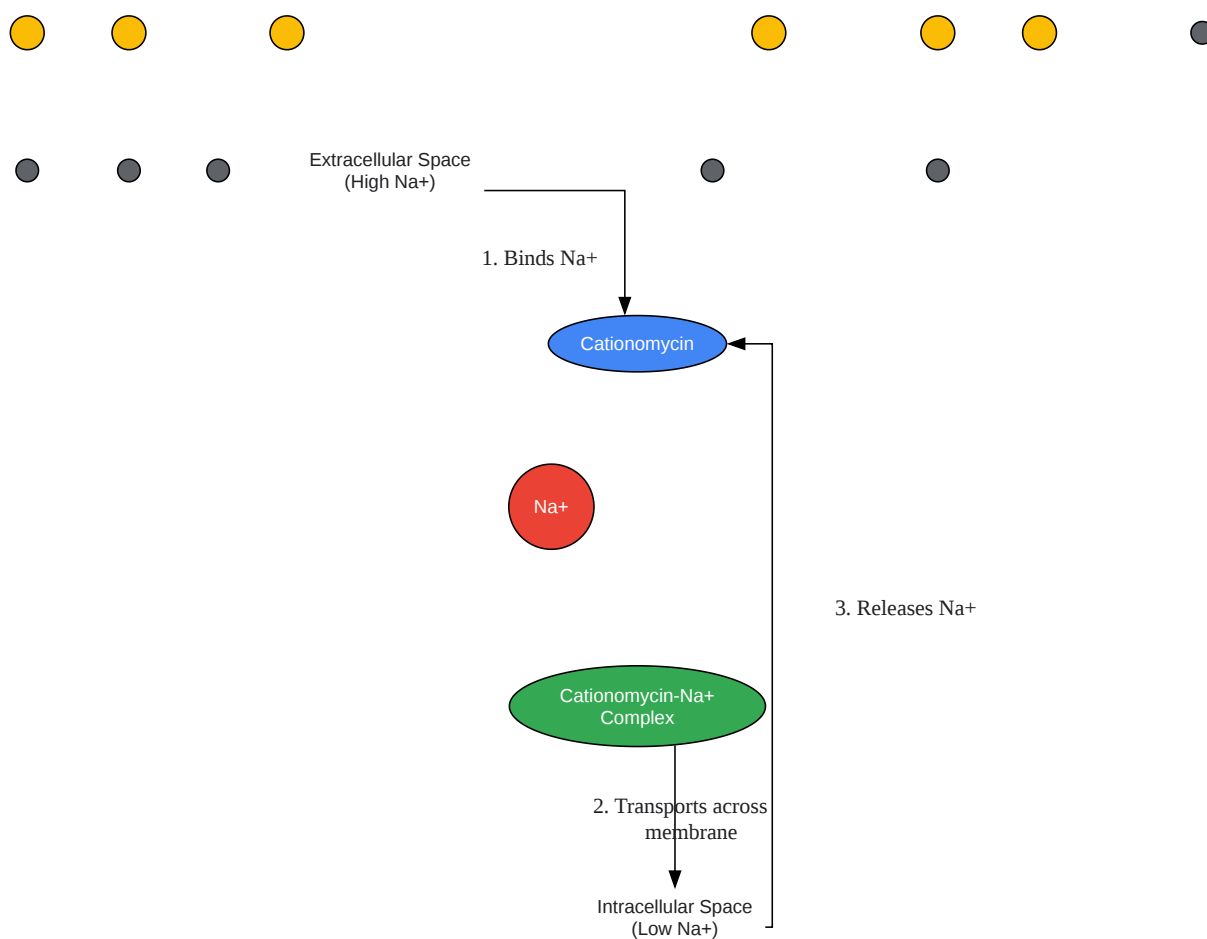 Extracellular Space
(High Na+)
1. Binds Na+
Cationomycin
Na+
3. Releases Na+
Cationomycin-Na+
Complex
2. Transports across
membrane
Intracellular Space
(Low Na+)